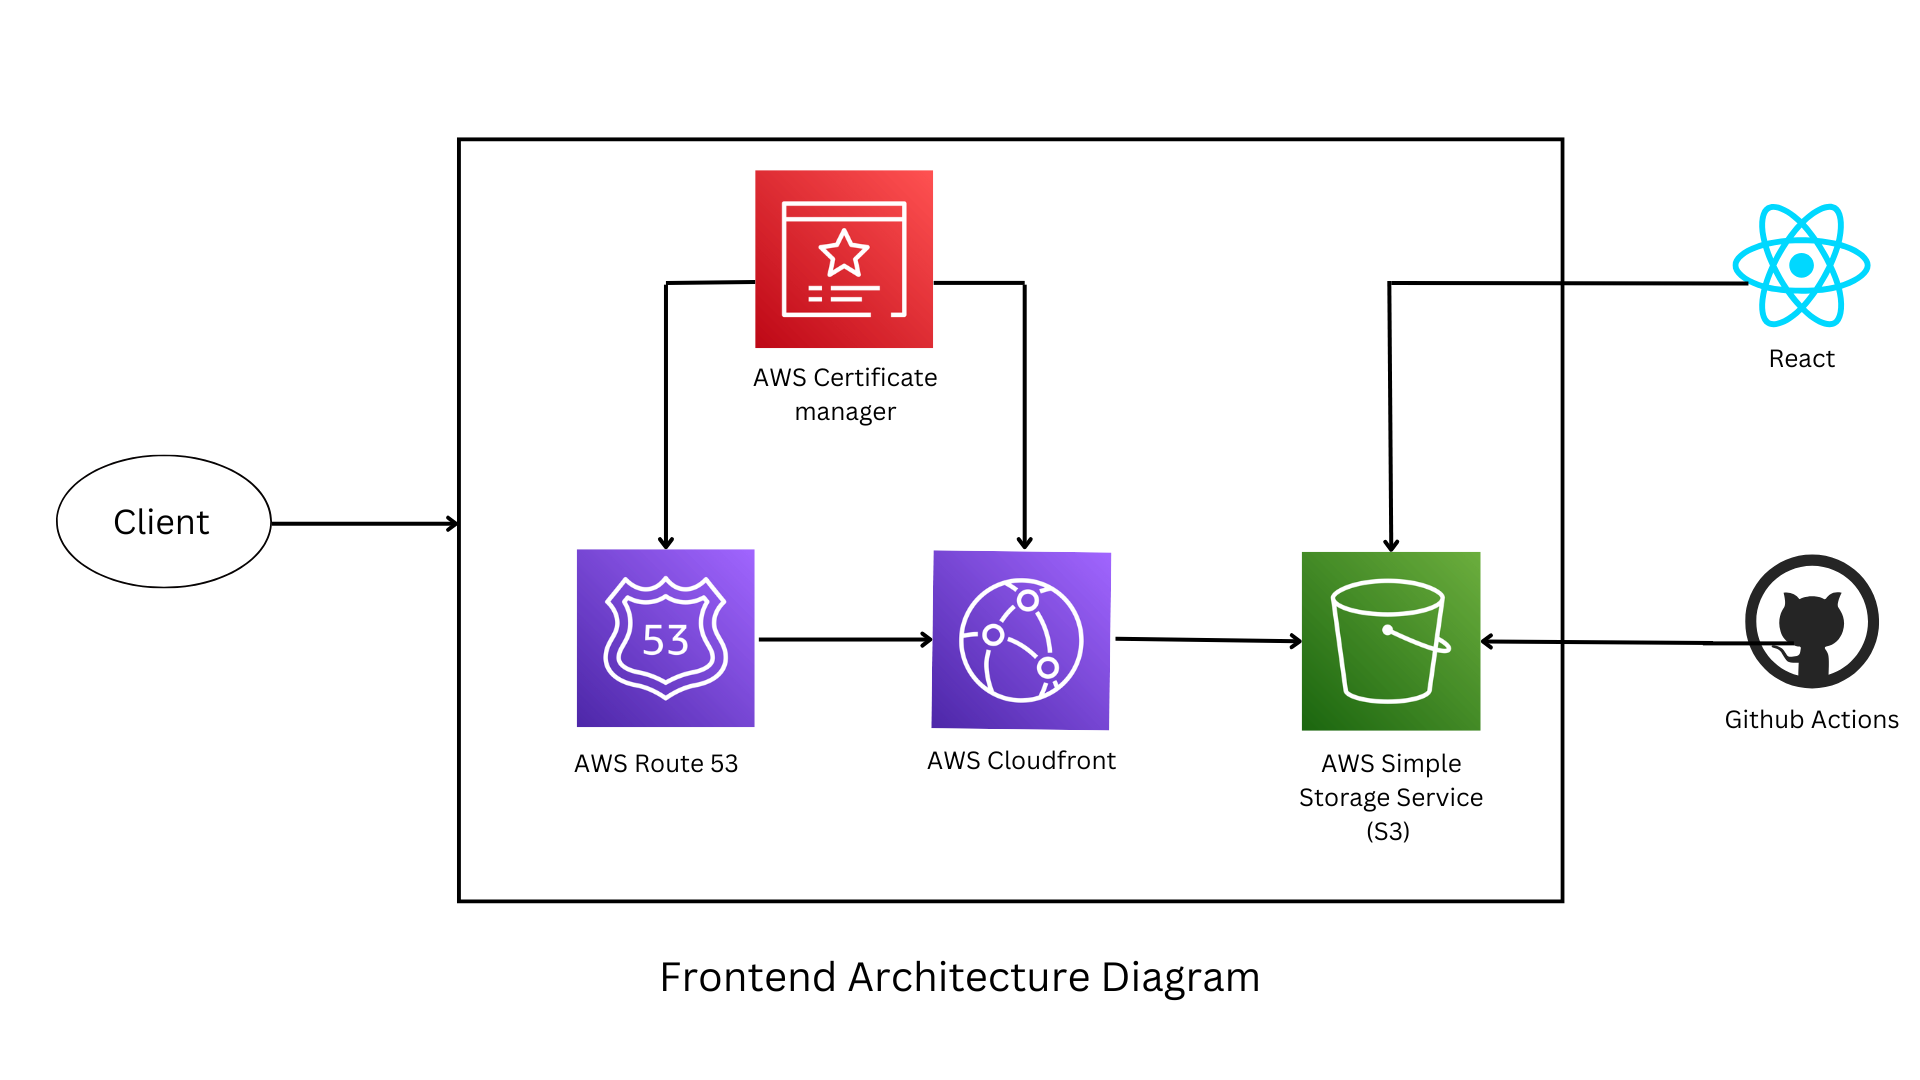 AWS Certificate
manager
React
Client
53
AWS Route 53
AWS Cloudfront
AWS Simple
Storage Service
(S3)
Github Actions
Frontend Architecture Diagram